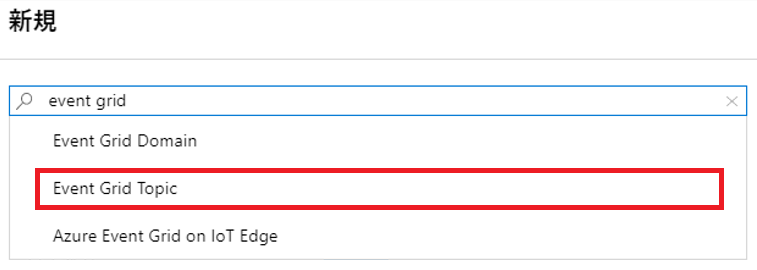 新規
event grid
Event Grid Domain
Event Grid Topic
Azure Event Grid on IoT Edge